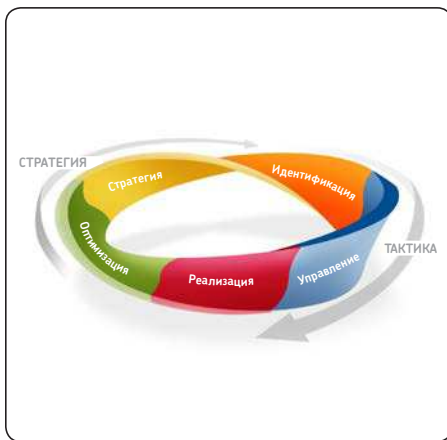 СТРАТЕГИЯ
Стратегия
Идентификация
Оптимизация
Реализация
Управление
ТАКТИКА